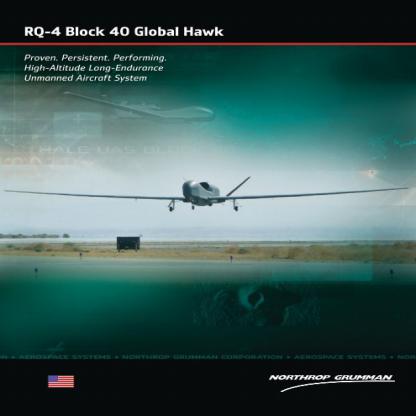 RQ-4 Block 40 Global Hawk
Proven. Persistent. Performing.
High-Altitude Long-Endurance
Unmanned Aircraft System
HALE UAS BLO
• AEROSPACE SYSTEMS • NORTHROP GRUMMAN CORPORATION • AEROSPACE SYSTEMS •
NORTHROP GRUMMAN